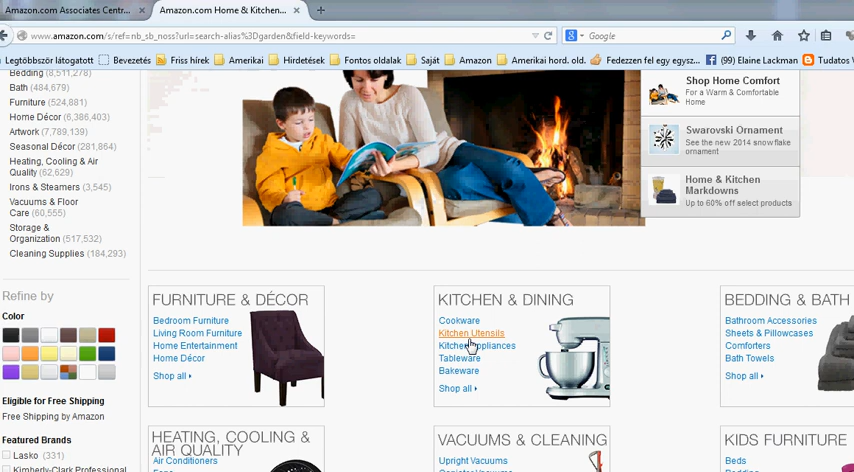 Amazon.com Associates Centr...
Amazon.com Home & Kitchen...
www.amazon.com/s/ref=nb_sb_noss?url=search-alias%3Dgarden&field-keywords=
Google
Legtöbbször látogatott
Bevezetés
Friss hírek
Amerikai
Hirdetések
Fontos oldalak
Saját
Amazon
Amerikai hord. old.
Fedezzen fel egy egysz...
(99) Elaine Lackman
Tudatos V
Bedding (8,511,278)
Bath (484,679)
Furniture (524,881)
Home Décor (6,386,403)
Artwork (7,789,139)
Seasonal Décor (281,864)
Heating, Cooling & Air
Quality (62,629)
Irons & Steamers (3,545)
Vacuums & Floor
Care (60,555)
Storage &
Organization (517,532)
Cleaning Supplies (184,293)
Refine by
Color
Eligible for Free Shipping
Free Shipping by Amazon
Featured Brands
Lasko (331)
Kimberly-Clark Professional
Shop Home Comfort
For a Warm & Comfortable
Home
Swarovski Ornament
See the new 2014 snowflake
ornament
Home & Kitchen
Markdowns
Up to 60% off select products
FURNITURE & DÉCOR
Bedroom Furniture
Living Room Furniture
Home Entertainment
Home Décor
Shop all
KITCHEN & DINING
Cookware
Kitchen Utensils
Kitchen Appliances
Tableware
Bakeware
Shop all
BEDDING & BATH
Bathroom Accessories
Sheets & Pillowcases
Comforters
Bath Towels
Shop all
HEATING, COOLING &
AIR QUALITY
Air Conditioners
VACUUMS & CLEANING
Upright Vacuums
KIDS FURNITURE
Beds